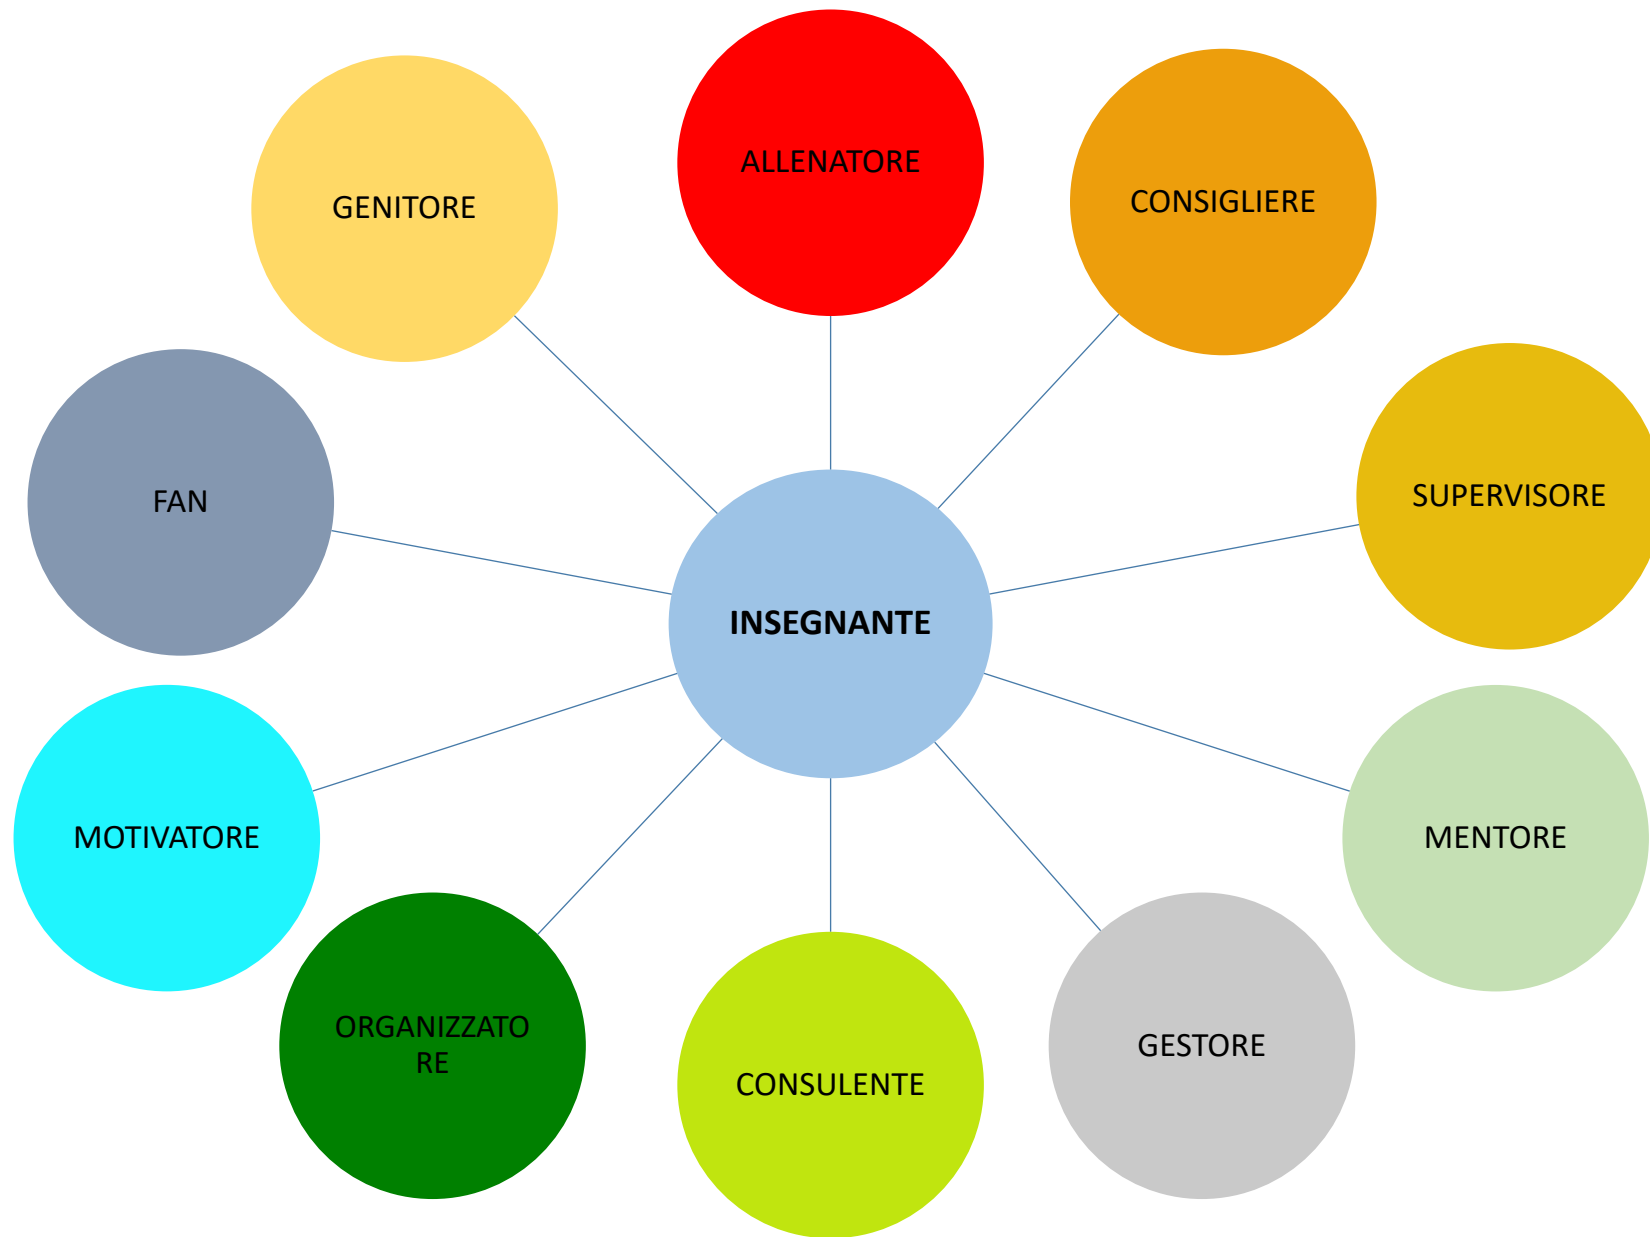 ALLENATORE
CONSIGLIERE
GENITORE
SUPERVISORE
FAN
INSEGNANTE
MOTIVATORE
MENTORE
ORGANIZZATO
RE
GESTORE
CONSULENTE